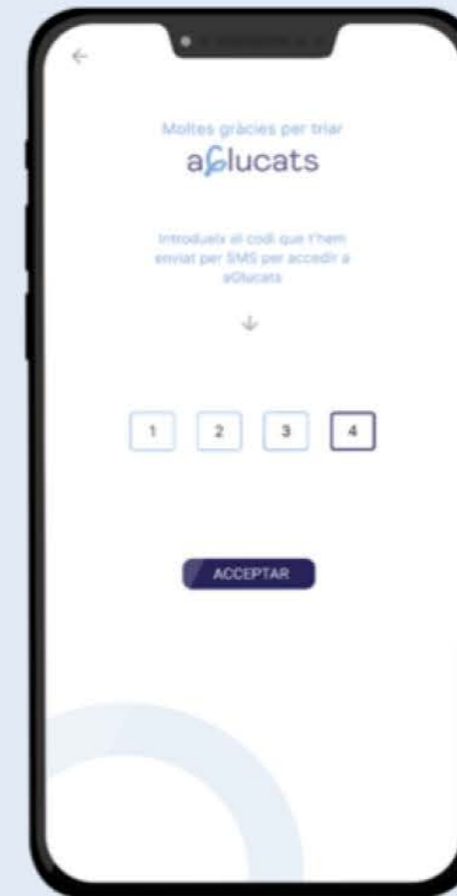 Moltes gràcies per triar
aGlucats
Introdueix el codi que t'hem
enviat per SMS per accedir a
aGlucats
1 2 3 4
ACCEPTAR